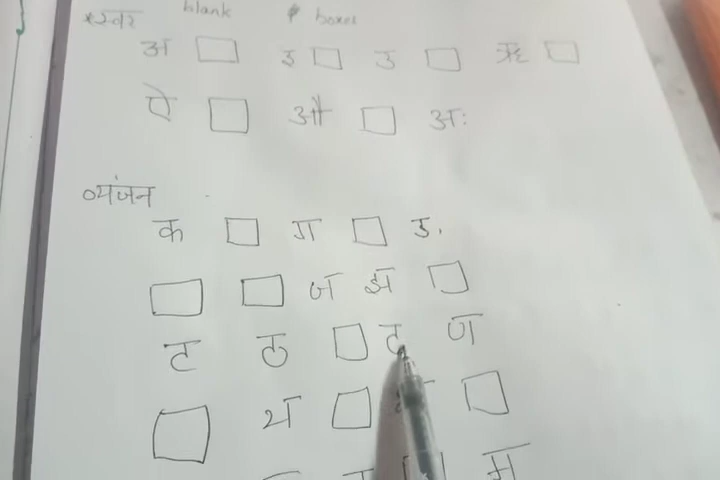 *स्वर blank boxes
अ इ उ ऋ
ऐ औ अः
व्यंजन
क ग ङ
ज झ
ट ठ ढ ण
थ
म